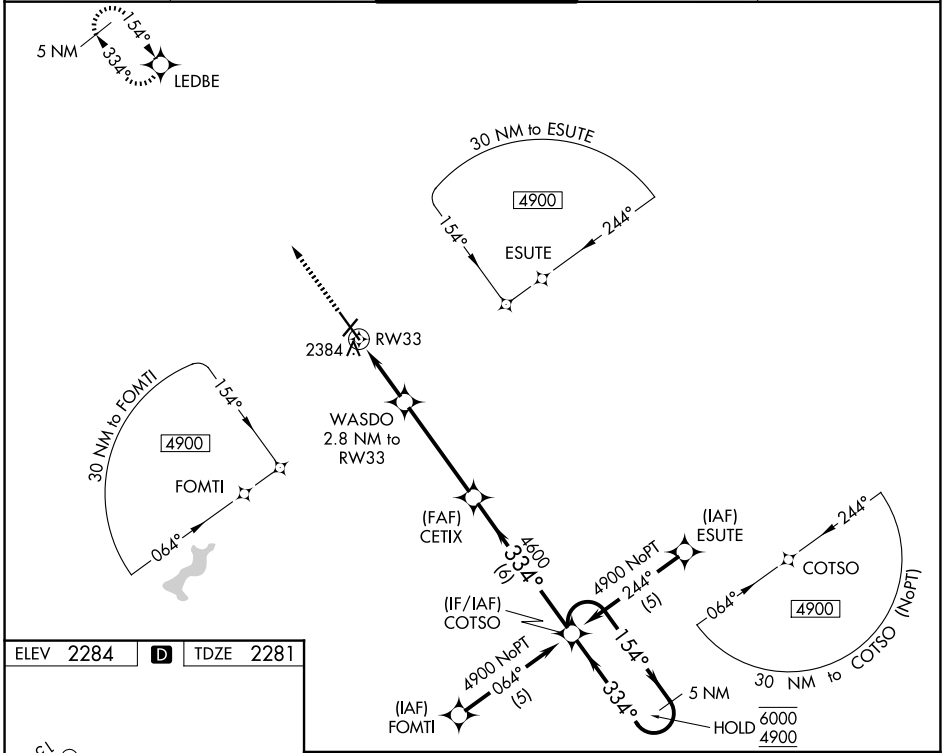 5 NM
154°
334°
LEDBE
30 NM to ESUTE
4900
154°
244°
ESUTE
RW33
2384
WASDO
2.8 NM to
RW33
30 NM to FOMTI
154°
4900
FOMTI
064°
(FAF)
CETIX
4600
334°
(6)
(IAF)
ESUTE
4900 NoPT
244°
(5)
244°
COTSO
064°
4900
30 NM to COTSO (NoPT)
(IF/IAF)
COTSO
154°
334°
5 NM
HOLD
6000
4900
4900 NoPT
064°
(5)
(IAF)
FOMTI
ELEV 2284
D
TDZE 2281